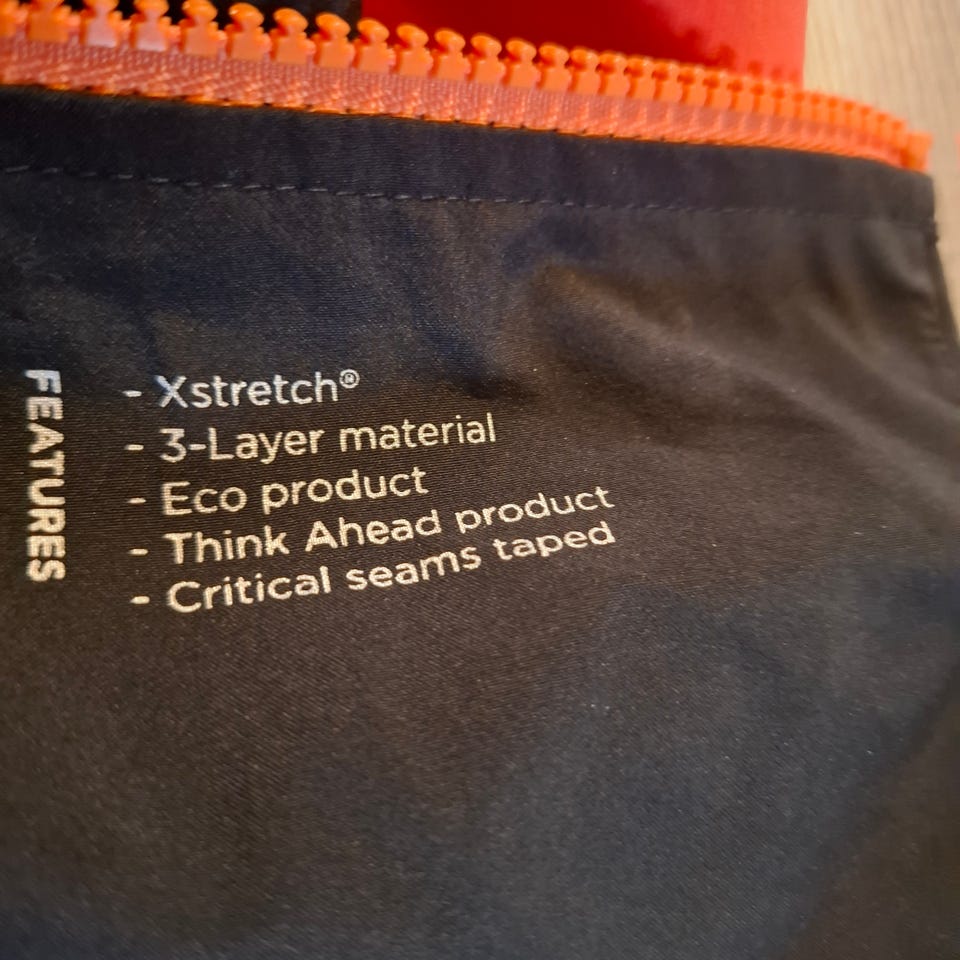 FEATURES
- Xstretch®
- 3-Layer material
- Eco product
- Think Ahead product
- Critical seams taped